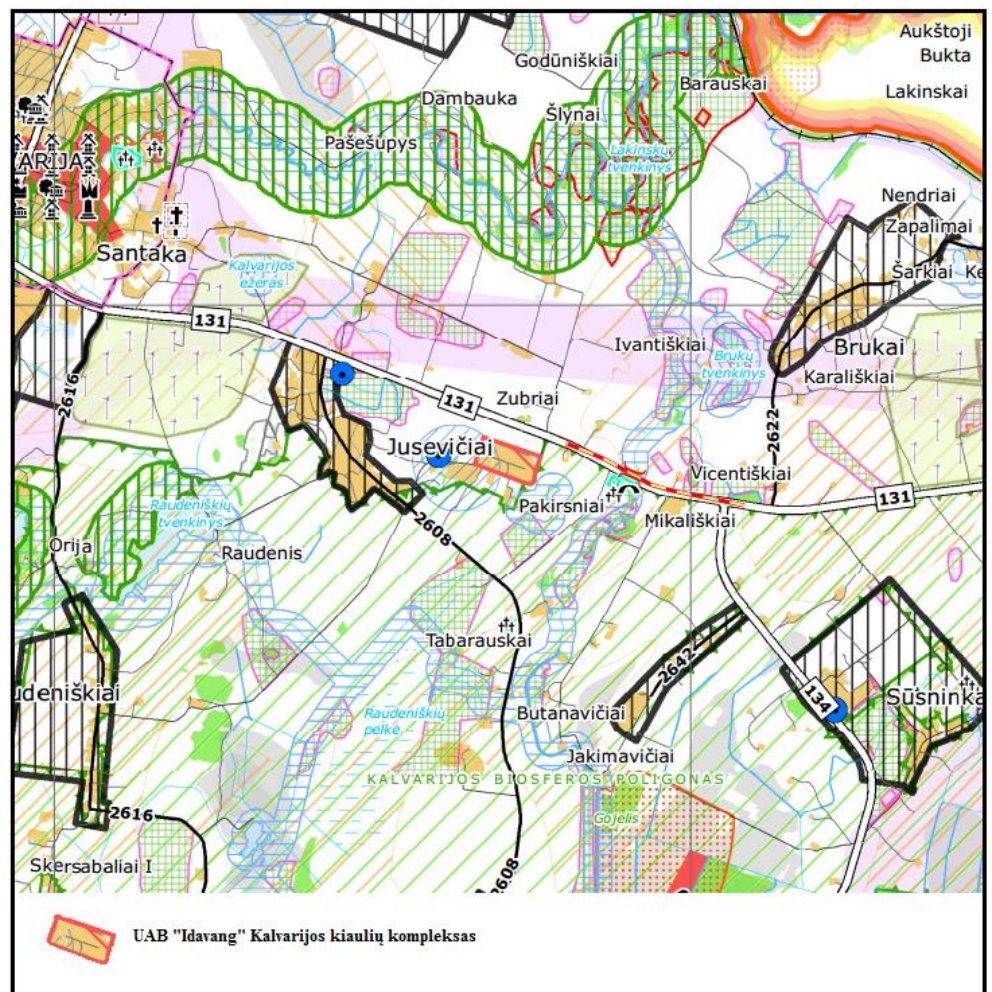 Aukštoji
Bukta
Godūniškiai
Barauskai
Lakinskai
Dambauka
Šlynai
Pašešupys
Lakinskų
tvenkinys
ARIJA
Nendriai
Zapalimai
Santaka
Kalvarijos
ežeras
Šarkiai Ke
131
Ivantiškiai
Brukų
tvenkinys
Brukai
Karališkiai
2616
131
Zubriai
2622
Jusevičiai
Vicentiškiai
131
Raudeniškių
tvenkinys
Pakirsniai
Mikališkiai
2608
Orija
Raudenis
Tabarauskai
2642
udeniškiai
134
Sūsninka
Raudeniškių
pelkė
Butanavičiai
Jakimavičiai
KALVARIJOS BIOSFEROS POLIGONAS
2616
Gojelis
Skersabaliai I
2608
UAB "Idavang" Kalvarijos kiaulių kompleksas